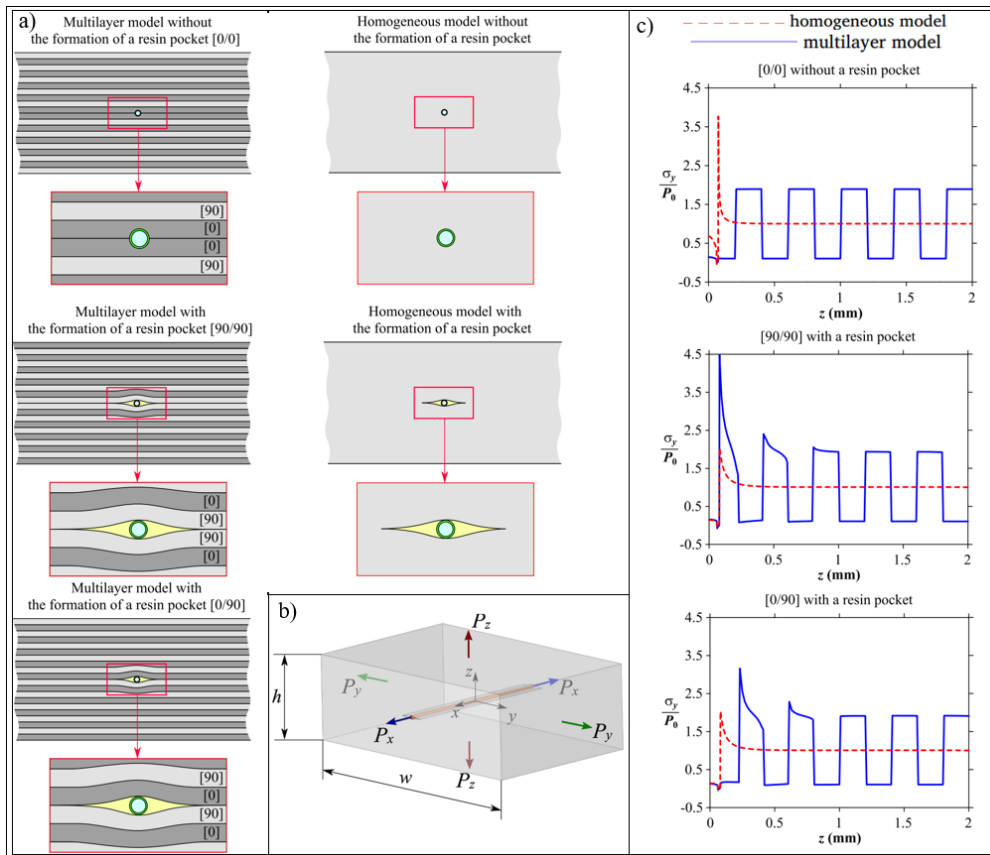 a)
Multilayer model without
the formation of a resin pocket [0/0]
[90]
[0]
[0]
[90]
Homogeneous model without
the formation of a resin pocket
Multilayer model with
the formation of a resin pocket [90/90]
[0]
[90]
[90]
[0]
Homogeneous model with
the formation of a resin pocket
Multilayer model with
the formation of a resin pocket [0/90]
[90]
[0]
[90]
[0]
b)
P_z
h
P_y
z
P_x
x
y
P_x
P_y
P_z
w
c)
homogeneous model
multilayer model
[0/0] without a resin pocket
4.5
3.5
2.5
σ_y
P_0
1.5
0.5
-0.5
0 0.5 1 1.5 2
z (mm)
[90/90] with a resin pocket
4.5
3.5
2.5
σ_y
P_0
1.5
0.5
-0.5
0 0.5 1 1.5 2
z (mm)
[0/90] with a resin pocket
4.5
3.5
2.5
σ_y
P_0
1.5
0.5
-0.5
0 0.5 1 1.5 2
z (mm)